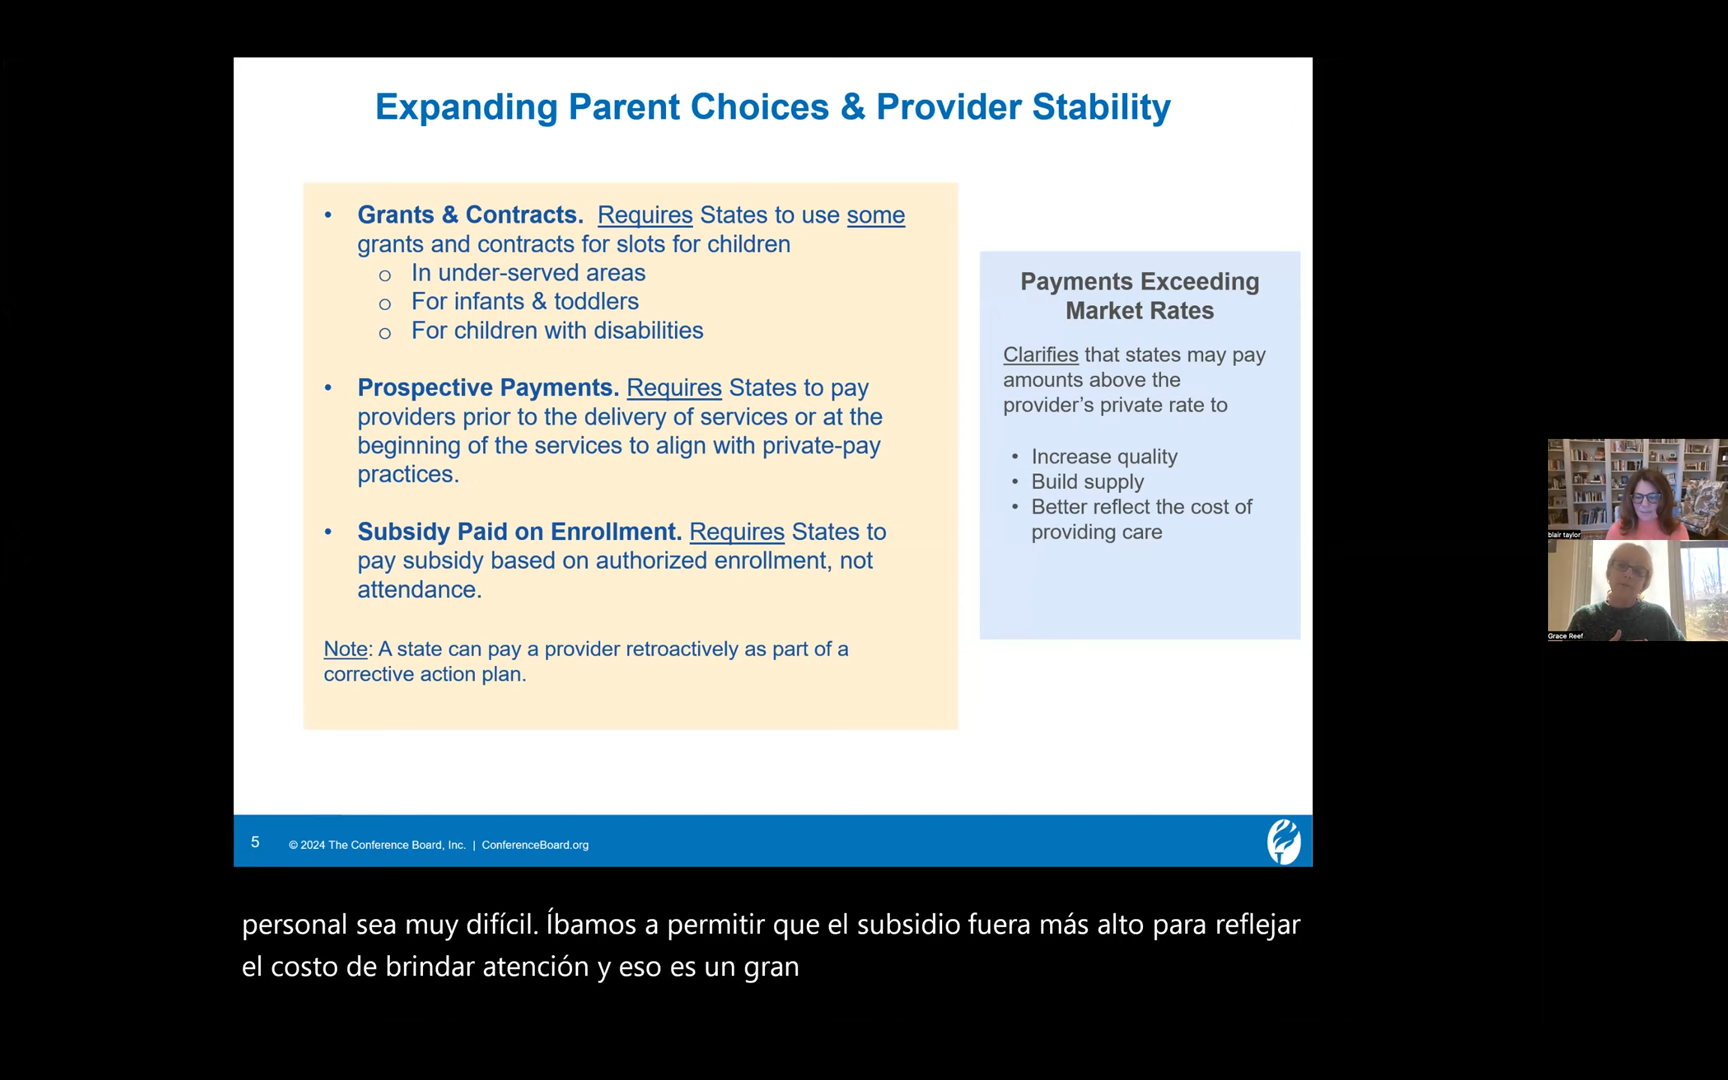 Expanding Parent Choices & Provider Stability
• Grants & Contracts. Requires States to use some
grants and contracts for slots for children
o In under-served areas
o For infants & toddlers
o For children with disabilities
• Prospective Payments. Requires States to pay
providers prior to the delivery of services or at the
beginning of the services to align with private-pay
practices.
• Subsidy Paid on Enrollment. Requires States to
pay subsidy based on authorized enrollment, not
attendance.
Note: A state can pay a provider retroactively as part of a
corrective action plan.
Payments Exceeding
Market Rates
Clarifies that states may pay
amounts above the
provider’s private rate to
• Increase quality
• Build supply
• Better reflect the cost of
providing care
blair taylor
Grace Reef
5 © 2024 The Conference Board, Inc. | ConferenceBoard.org
personal sea muy difícil. Íbamos a permitir que el subsidio fuera más alto para reflejar
el costo de brindar atención y eso es un gran